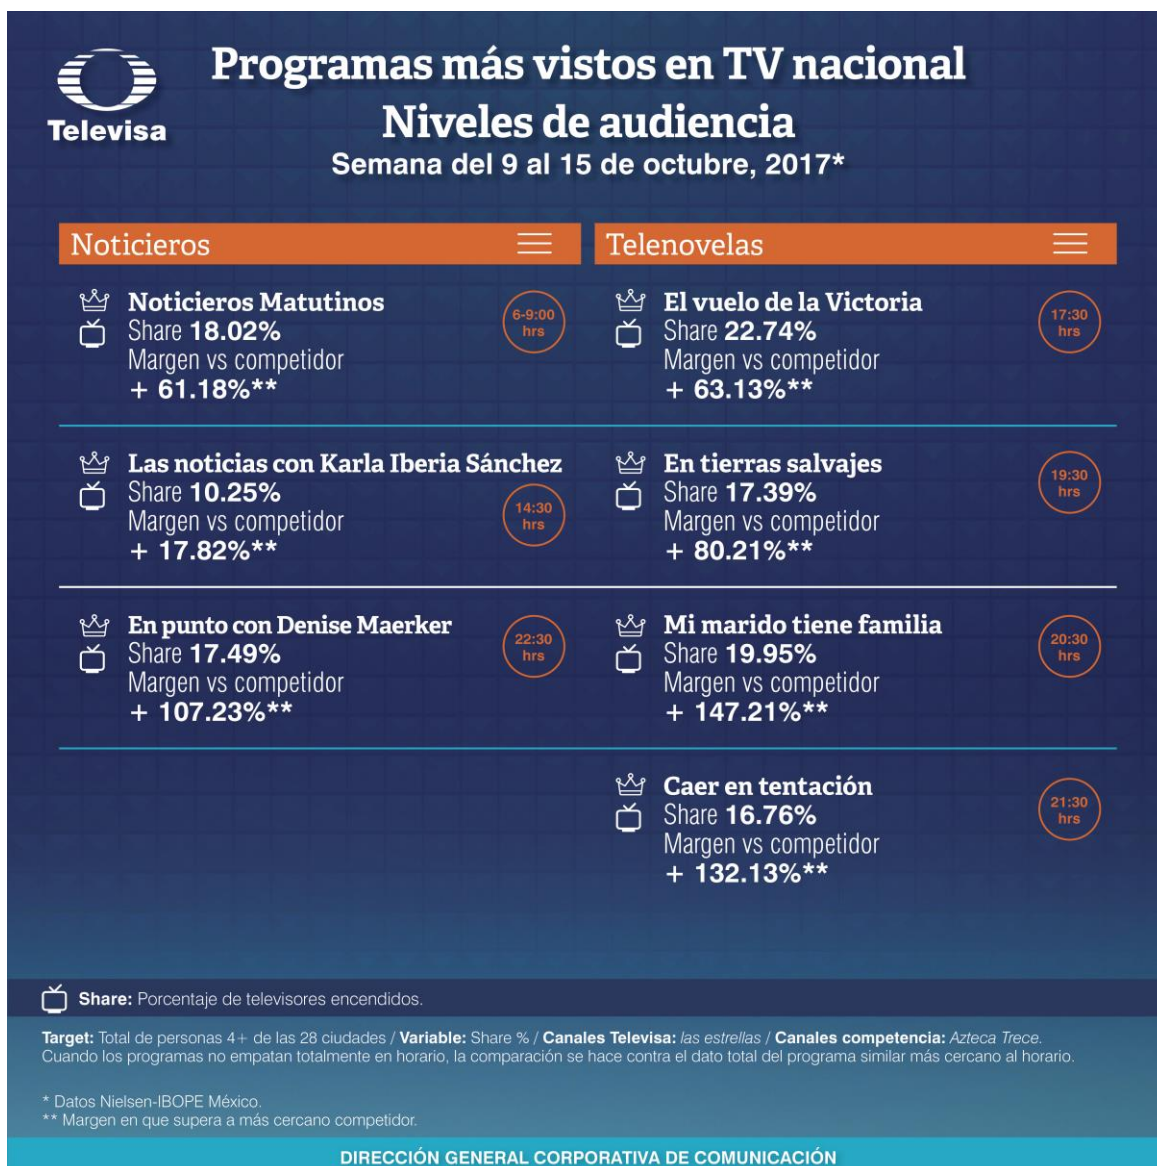 Televisa
Programas más vistos en TV nacional
Niveles de audiencia
Semana del 9 al 15 de octubre, 2017*
Noticieros
Noticieros Matutinos
Share 18.02%
Margen vs competidor
+ 61.18%**
6-9:00
hrs
Las noticias con Karla Iberia Sánchez
Share 10.25%
Margen vs competidor
+ 17.82%**
14:30
hrs
En punto con Denise Maerker
Share 17.49%
Margen vs competidor
+ 107.23%**
22:30
hrs
Telenovelas
El vuelo de la Victoria
Share 22.74%
Margen vs competidor
+ 63.13%**
17:30
hrs
En tierras salvajes
Share 17.39%
Margen vs competidor
+ 80.21%**
19:30
hrs
Mi marido tiene familia
Share 19.95%
Margen vs competidor
+ 147.21%**
20:30
hrs
Caer en tentación
Share 16.76%
Margen vs competidor
+ 132.13%**
21:30
hrs
Share: Porcentaje de televisores encendidos.
Target: Total de personas 4+ de las 28 ciudades / Variable: Share % / Canales Televisa: las estrellas / Canales competencia: Azteca Trece.
Cuando los programas no empatan totalmente en horario, la comparación se hace contra el dato total del programa similar más cercano al horario.
* Datos Nielsen-IBOPE México.
** Margen en que supera a más cercano competidor.
DIRECCIÓN GENERAL CORPORATIVA DE COMUNICACIÓN